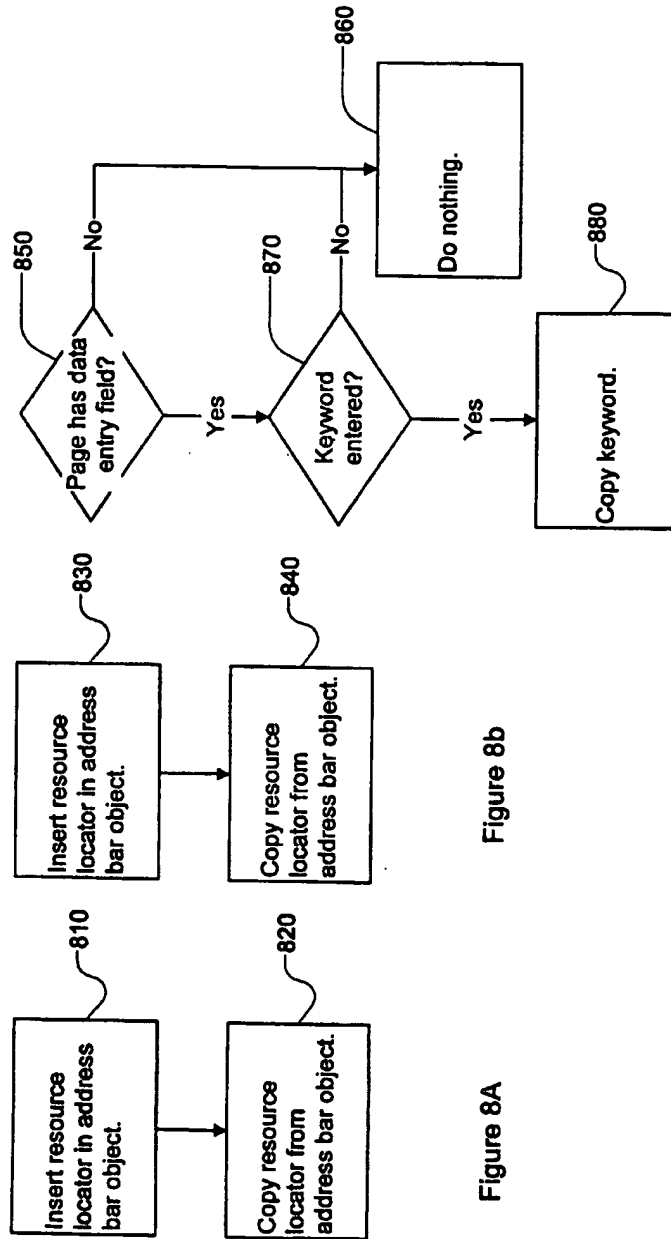 810
Insert resource
locator in address
bar object.
820
Copy resource
locator from
address bar object.
Figure 8A
830
Insert resource
locator in address
bar object.
840
Copy resource
locator from
address bar object.
Figure 8b
850
Page has data
entry field?
No
Yes
870
Keyword
entered?
No
Yes
860
Do nothing.
880
Copy keyword.